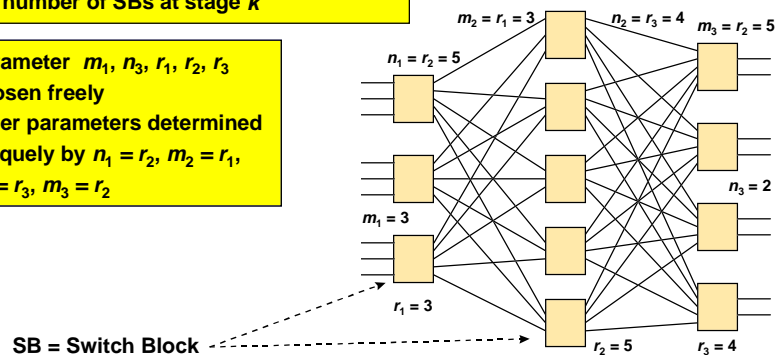 number of SBs at stage k
ameter m₁, n₃, r₁, r₂, r₃
osen freely
er parameters determined
quely by n₁ = r₂, m₂ = r₁,
= r₃, m₃ = r₂
m₂ = r₁ = 3
n₂ = r₃ = 4
m₃ = r₂ = 5
n₁ = r₂ = 5
n₃ = 2
m₁ = 3
r₁ = 3
SB = Switch Block
r₂ = 5
r₃ = 4